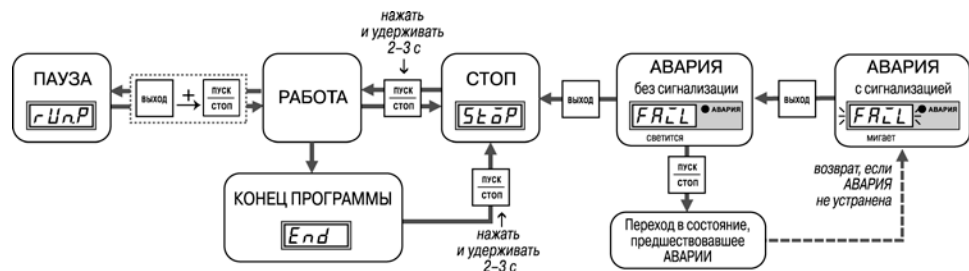 ПАУЗА
rUn.P
ВЫХОД
+
ПУСК
СТОП
РАБОТА
нажать
и удерживать
2–3 с
ПУСК
СТОП
СТОП
StōP
ВЫХОД
АВАРИЯ
без сигнализации
FAiL
АВАРИЯ
светится
ВЫХОД
АВАРИЯ
с сигнализацией
FAiL
АВАРИЯ
мигает
КОНЕЦ ПРОГРАММЫ
End
ПУСК
СТОП
нажать
и удерживать
2–3 с
ПУСК
СТОП
Переход в состояние,
предшествовавшее
АВАРИИ
возврат, если
АВАРИЯ
не устранена